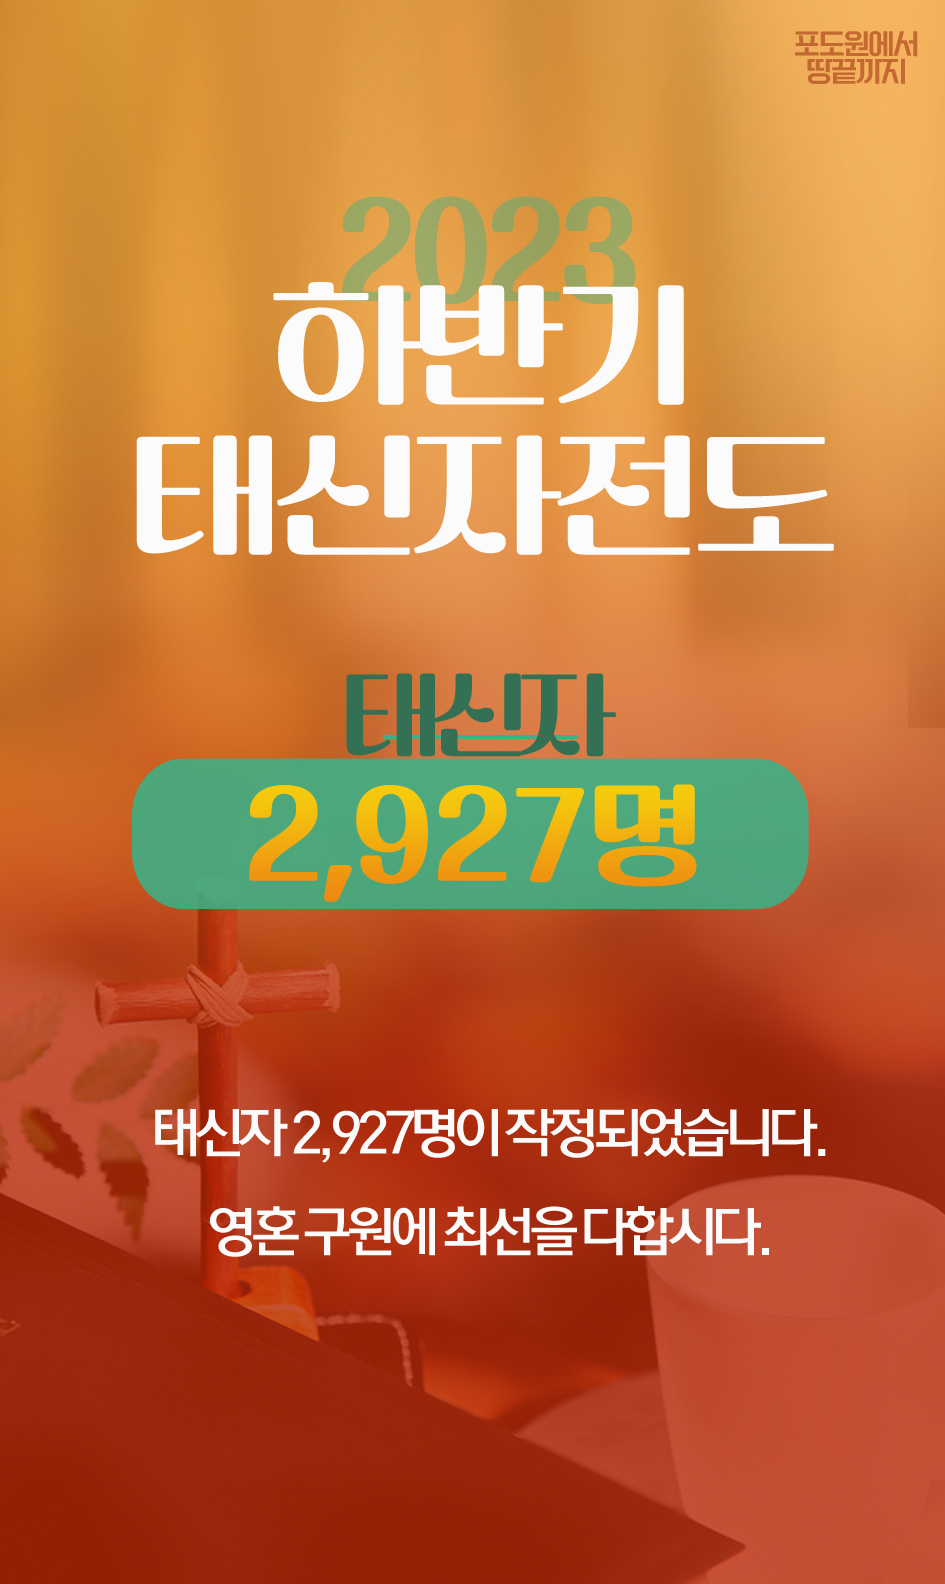 포도원에서
땅끝까지
2023
하반기
태신자전도
태신자
2,927명
태신자 2,927명이 작정되었습니다.
영혼 구원에 최선을 다합시다.